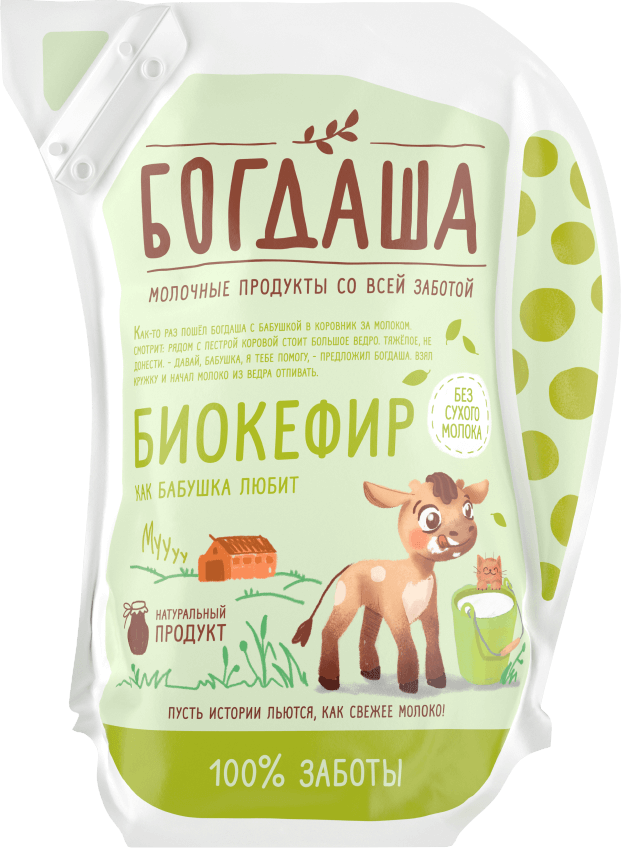 БОГДАША
МОЛОЧНЫЕ ПРОДУКТЫ СО ВСЕЙ ЗАБОТОЙ
КАК-ТО РАЗ ПОШЁЛ БОГДАША С БАБУШКОЙ В КОРОВНИК ЗА МОЛОКОМ.
СМОТРИТ: РЯДОМ С ПЕСТРОЙ КОРОВОЙ СТОИТ БОЛЬШОЕ ВЕДРО. ТЯЖЁЛОЕ, НЕ
ДОНЕСТИ. - ДАВАЙ, БАБУШКА, Я ТЕБЕ ПОМОГУ, - ПРЕДЛОЖИЛ БОГДАША. ВЗЯЛ
КРУЖКУ И НАЧАЛ МОЛОКО ИЗ ВЕДРА ОТПИВАТЬ.
БЕЗ
СУХОГО
МОЛОКА
БИОКЕФИР
КАК БАБУШКА ЛЮБИТ
МУУУУ
НАТУРАЛЬНЫЙ
ПРОДУКТ
ПУСТЬ ИСТОРИИ ЛЬЮТСЯ, КАК СВЕЖЕЕ МОЛОКО!
100% ЗАБОТЫ